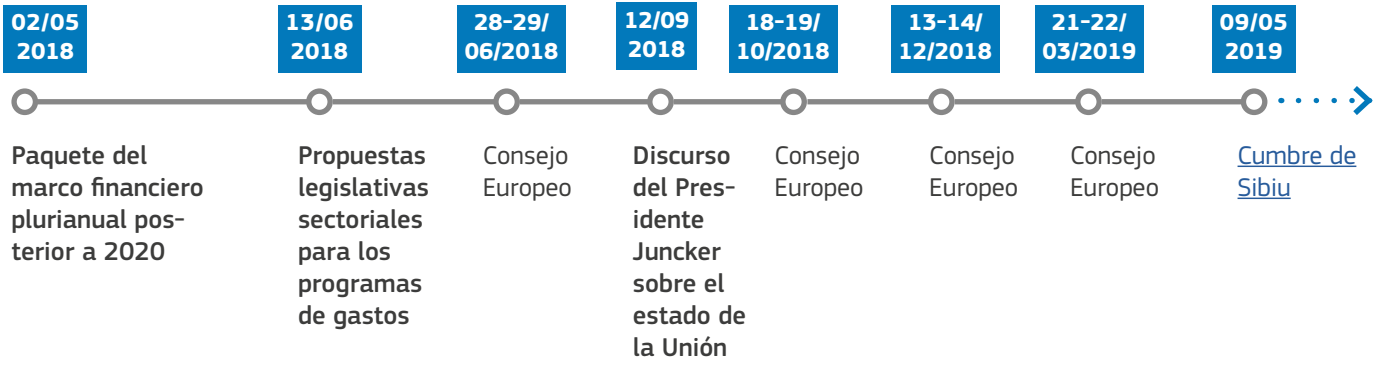 02/05
2018
13/06
2018
28-29/
06/2018
12/09
2018
18-19/
10/2018
13-14/
12/2018
21-22/
03/2019
09/05
2019
Paquete del
marco financiero
plurianual pos-
terior a 2020
Propuestas
legislativas
sectoriales
para los
programas
de gastos
Consejo
Europeo
Discurso
del Pres-
idente
Juncker
sobre el
estado de
la Unión
Consejo
Europeo
Consejo
Europeo
Consejo
Europeo
Cumbre de
Sibiu